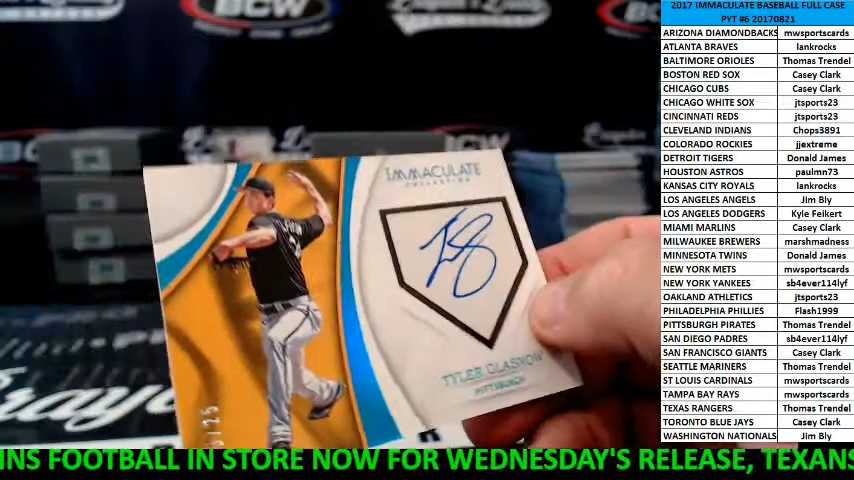 2017 IMMACULATE BASEBALL FULL CASE
PYT #6 20170821
ARIZONA DIAMONDBACKS mwsportscards
ATLANTA BRAVES lankrocks
BALTIMORE ORIOLES Thomas Trendel
BOSTON RED SOX Casey Clark
CHICAGO CUBS Casey Clark
CHICAGO WHITE SOX jtsports23
CINCINNATI REDS jtsports23
CLEVELAND INDIANS Chops3891
COLORADO ROCKIES jjextreme
DETROIT TIGERS Donald James
HOUSTON ASTROS paulmn73
KANSAS CITY ROYALS lankrocks
LOS ANGELES ANGELS Jim Bly
LOS ANGELES DODGERS Kyle Feikert
MIAMI MARLINS Casey Clark
MILWAUKEE BREWERS marshmadness
MINNESOTA TWINS Donald James
NEW YORK METS mwsportscards
NEW YORK YANKEES sb4ever114lyf
OAKLAND ATHLETICS jtsports23
PHILADELPHIA PHILLIES Flash1999
PITTSBURGH PIRATES Thomas Trendel
SAN DIEGO PADRES sb4ever114lyf
SAN FRANCISCO GIANTS Casey Clark
SEATTLE MARINERS Thomas Trendel
ST LOUIS CARDINALS mwsportscards
TAMPA BAY RAYS mwsportscards
TEXAS RANGERS Thomas Trendel
TORONTO BLUE JAYS Casey Clark
WASHINGTON NATIONALS Jim Bly
BCW
BCW
IMMACULATE
COLLECTION
TYLER GLASNOW
PITTSBURGH
INS FOOTBALL IN STORE NOW FOR WEDNESDAY'S RELEASE, TEXANS